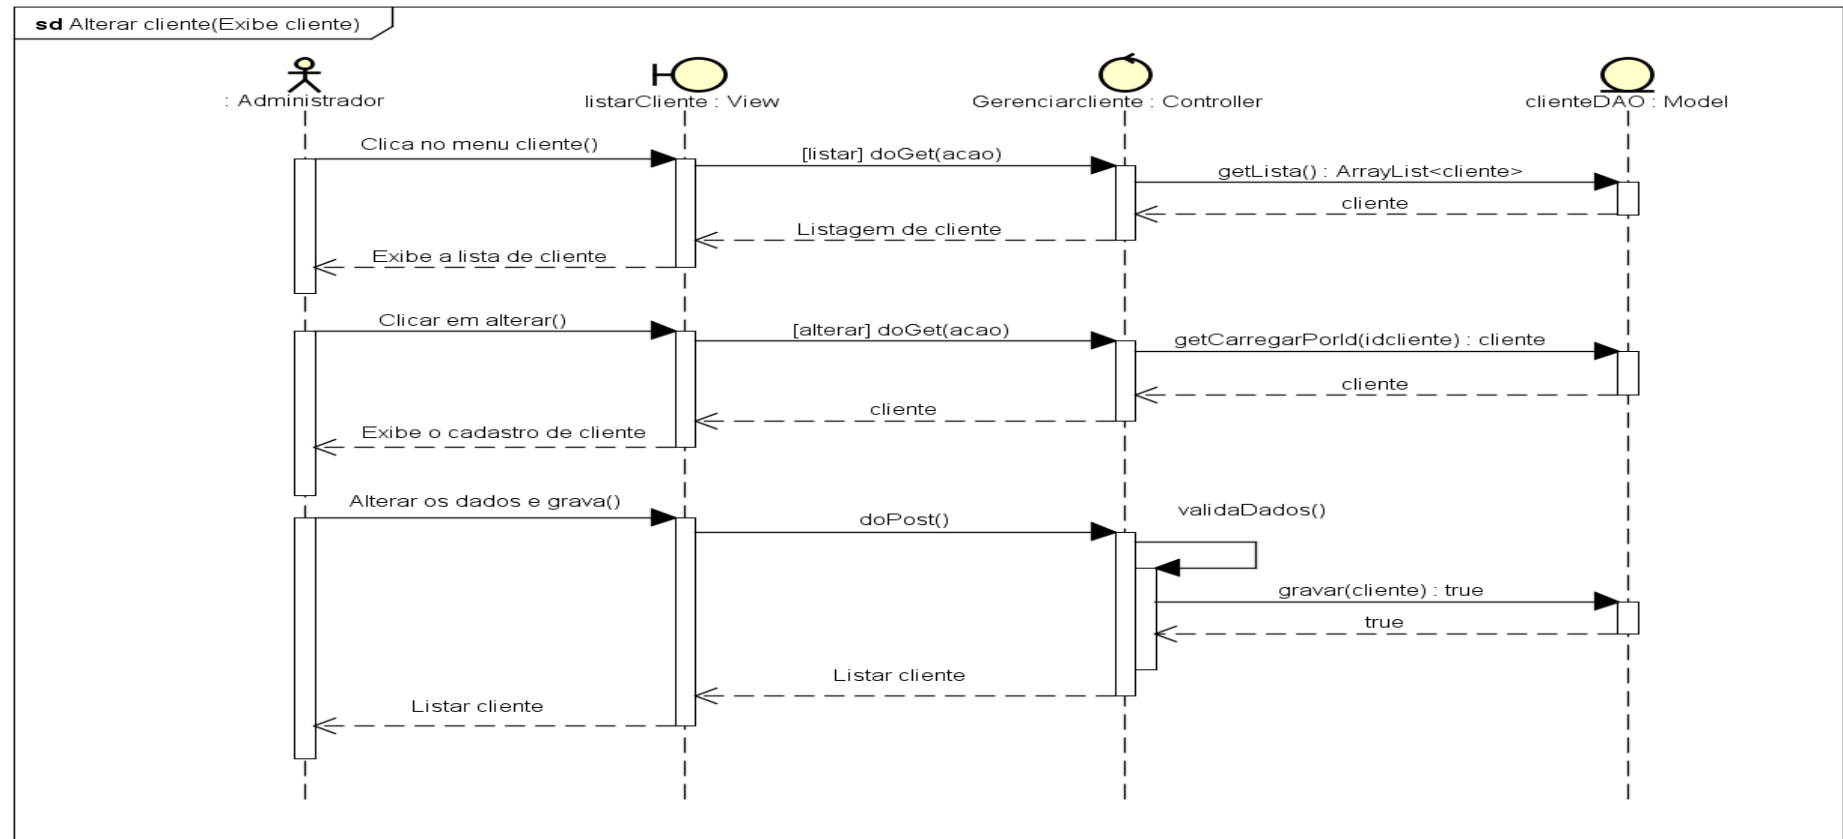 sd Alterar cliente(Exibe cliente)
: Administrador
listarCliente : View
Gerenciarcliente : Controller
clienteDAO : Model
Clica no menu cliente()
[listar] doGet(acao)
getLista() : ArrayList<cliente>
cliente
Listagem de cliente
Exibe a lista de cliente
Clicar em alterar()
[alterar] doGet(acao)
getCarregarPorId(idcliente) : cliente
cliente
cliente
Exibe o cadastro de cliente
Alterar os dados e grava()
doPost()
validaDados()
gravar(cliente) : true
true
Listar cliente
Listar cliente